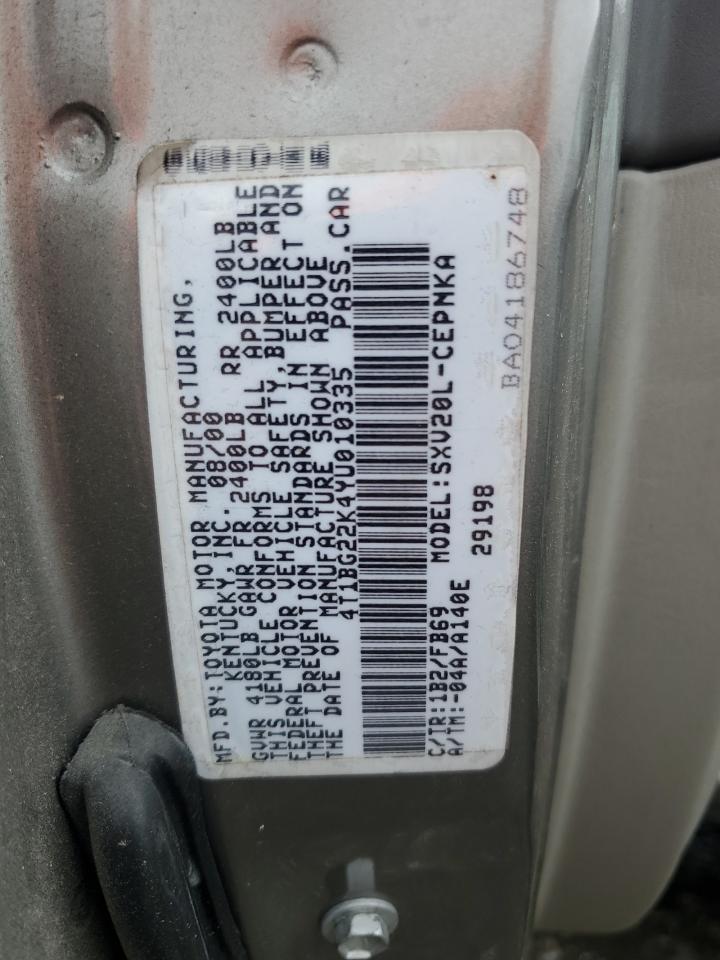 MFD.BY:TOYOTA MOTOR MANUFACTURING,
KENTUCKY,INC. 08/00
GVWR 4180LB GAWR FR 2400LB RR 2400LB
THIS VEHICLE CONFORMS TO ALL APPLICABLE
FEDERAL MOTOR VEHICLE SAFETY,BUMPER AND
THEFT PREVENTION STANDARDS IN EFFECT ON
THE DATE OF MANUFACTURE SHOWN ABOVE
4T1BG22K4YU010335 PASS.CAR
C/TR:1B2/FB69 MODEL:SXV20L-CEPNKA
A/TM:-04A/A140E 29198
BA04186748